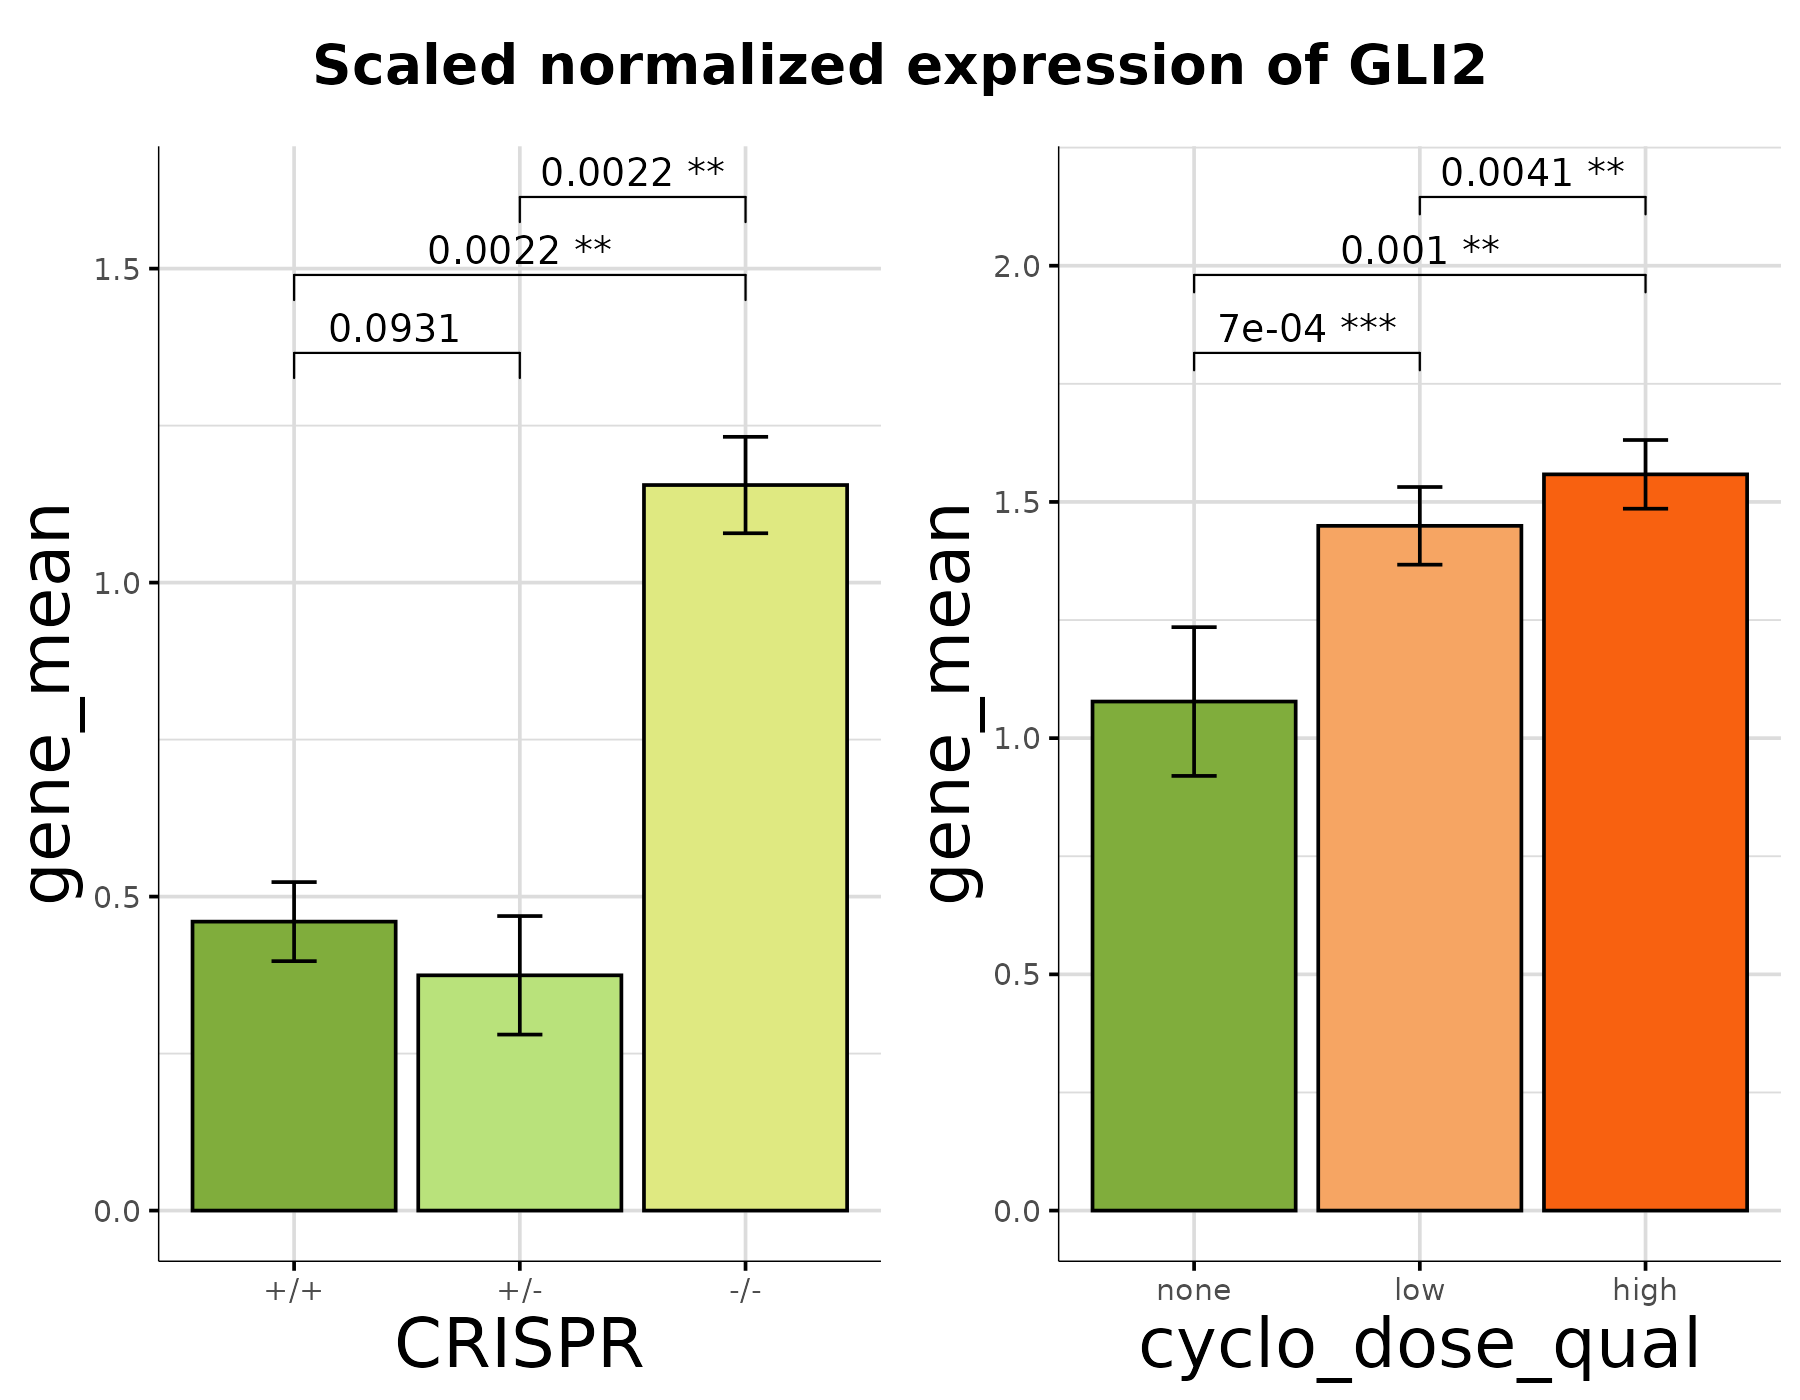 Scaled normalized expression of GLI2
0.0022 **
0.0022 **
0.0931
1.5
1.0
0.5
0.0
gene_mean
+/+ +/- -/-
CRISPR
0.0041 **
0.001 **
7e-04 ***
2.0
1.5
1.0
0.5
0.0
gene_mean
none low high
cyclo_dose_qual